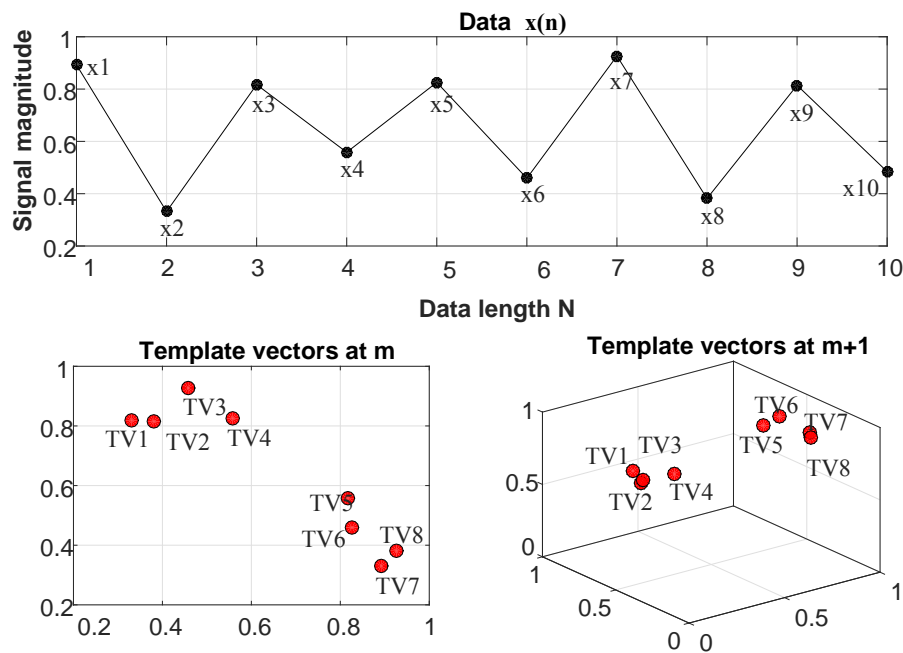 Data x(n)
Signal magnitude
1
0.8
0.6
0.4
0.2
x1
x2
x3
x4
x5
x6
x7
x8
x9
x10
1 2 3 4 5 6 7 8 9 10
Data length N
Template vectors at m
1
0.8
0.6
0.4
0.2
TV1
TV2
TV3
TV4
TV5
TV6
TV8
TV7
0.2 0.4 0.6 0.8 1
Template vectors at m+1
1
0.5
0
TV1
TV3
TV2
TV4
TV6
TV5
TV7
TV8
1
0.5
0
0
0.5
1